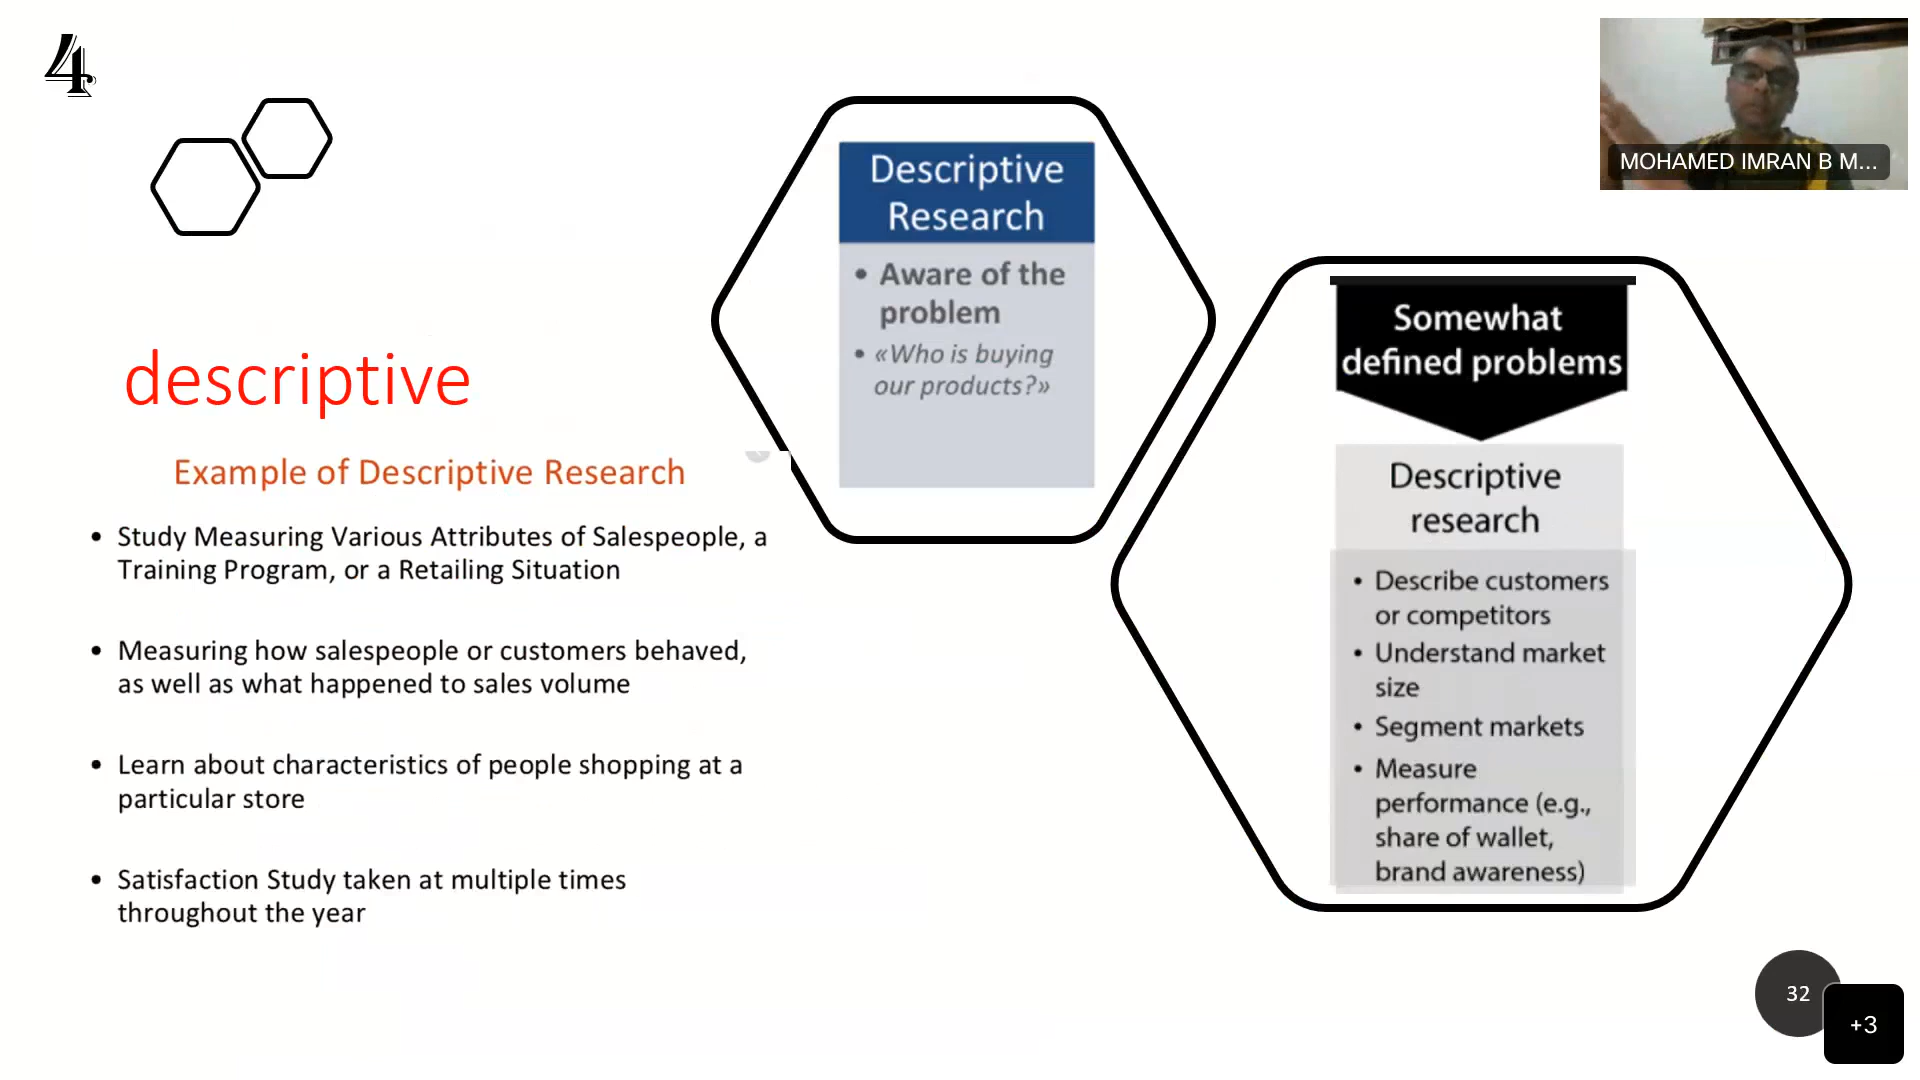 4
MOHAMED IMRAN B M...
Descriptive
Research
• Aware of the
problem
• «Who is buying
our products?»
Somewhat
defined problems
Descriptive
research
• Describe customers
or competitors
• Understand market
size
• Segment markets
• Measure
performance (e.g.,
share of wallet,
brand awareness)
descriptive
Example of Descriptive Research
• Study Measuring Various Attributes of Salespeople, a
Training Program, or a Retailing Situation
• Measuring how salespeople or customers behaved,
as well as what happened to sales volume
• Learn about characteristics of people shopping at a
particular store
• Satisfaction Study taken at multiple times
throughout the year
32
+3